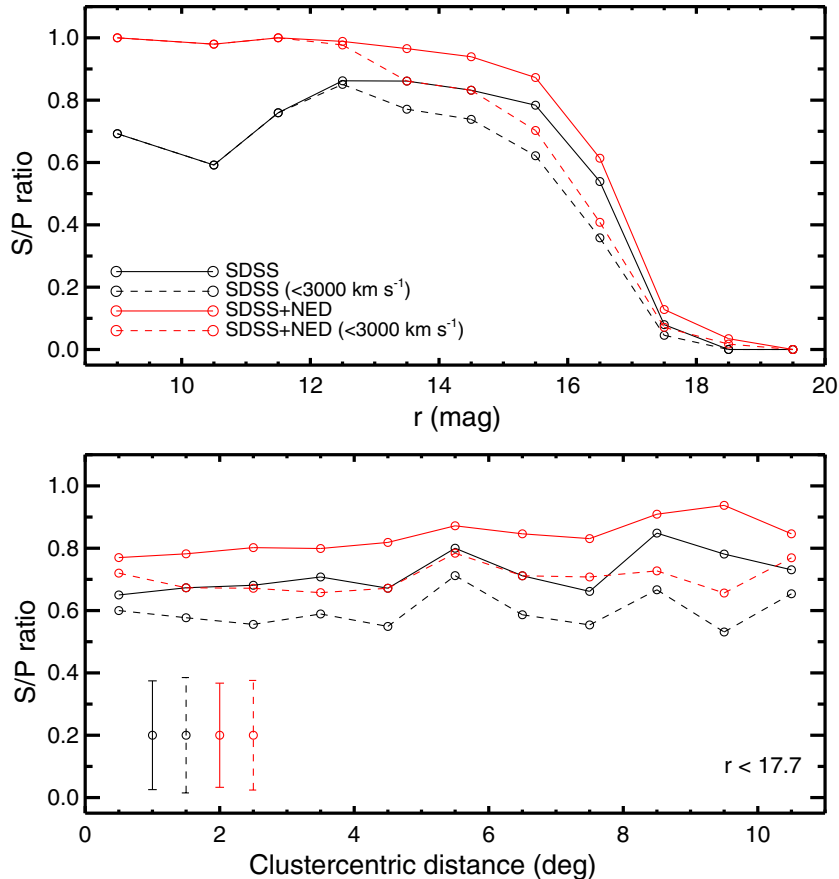 1.0
0.8
0.6
0.4
0.2
0.0
S/P ratio
SDSS
SDSS (<3000 km s⁻¹)
SDSS+NED
SDSS+NED (<3000 km s⁻¹)
10 12 14 16 18 20
r (mag)
1.0
0.8
0.6
0.4
0.2
0.0
S/P ratio
r < 17.7
0 2 4 6 8 10
Clustercentric distance (deg)